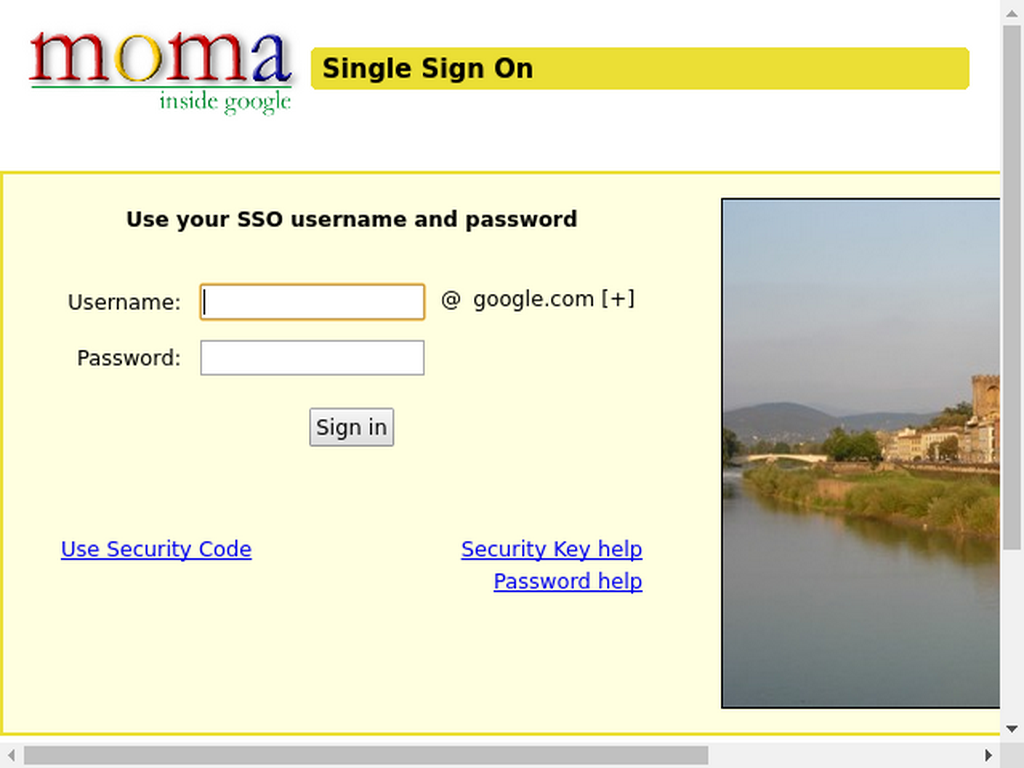 moma
inside google
Single Sign On
Use your SSO username and password
Username: @ google.com [+]
Password:
Sign in
Use Security Code
Security Key help
Password help